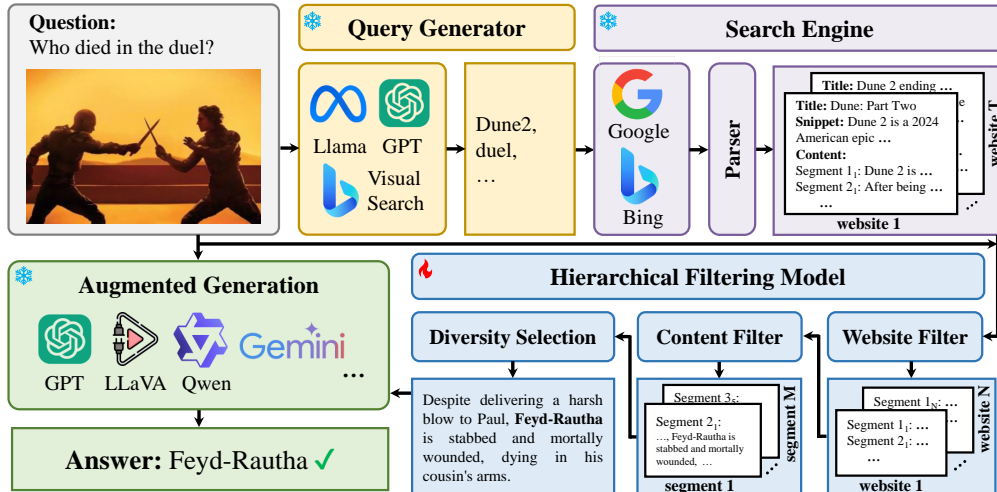 Question:
Who died in the duel?
Query Generator
Llama GPT
Visual
Search
Dune2,
duel,
…
Search Engine
Google
Bing
Parser
Title: Dune 2 ending …
Title: Dune: Part Two
Snippet: Dune 2 is a 2024
American epic …
Content:
Segment 1₁: Dune 2 is …
Segment 2₁: After being …
…
website 1
website T
Augmented Generation
GPT LLaVA Qwen
Gemini
…
Answer: Feyd-Rautha ✓
Hierarchical Filtering Model
Diversity Selection
Despite delivering a
harsh blow to Paul, Feyd-Rautha
is stabbed and mortally
wounded, dying in his
cousin's arms.
Content Filter
Segment 3₅:
Segment 2₁:
…, Feyd-Rautha is
stabbed and mortally
wounded, …
segment 1
segment M
Website Filter
Segment 1_N: …
Segment 1₁: …
Segment 2₁: …
…
website 1
website N